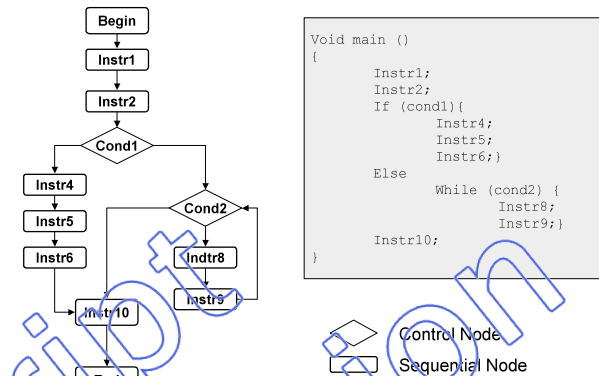 Begin
Instr1
Instr2
Cond1
Instr4
Instr5
Instr6
Cond2
Indtr8
Instr9
Instr10
Void main ()
{
Instr1;
Instr2;
If (cond1){
Instr4;
Instr5;
Instr6;}
Else
While (cond2) {
Instr8;
Instr9;}
Instr10;
}
Control Node
Sequential Node